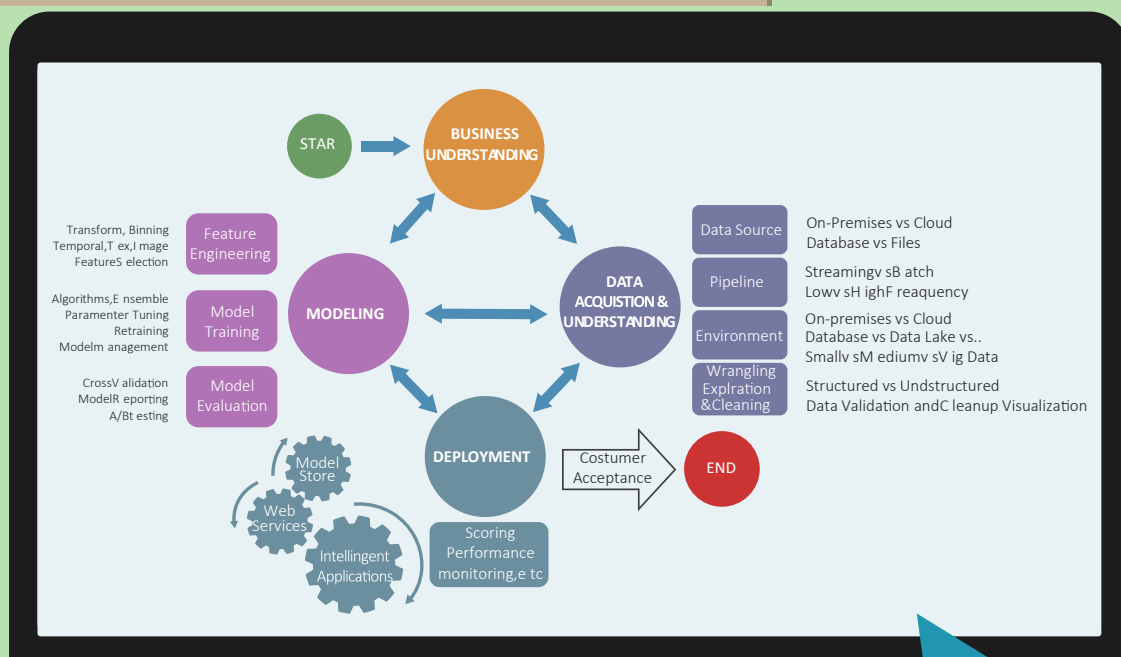 STAR
BUSINESS
UNDERSTANDING
Transform, Binning
Temporal,T ex,I mage
FeatureS election
Feature
Engineering
Algorithms,E nsemble
Paramenter Tuning
Retraining
Modelm anagement
Model
Training
CrossV alidation
ModelR eporting
A/Bt esting
Model
Evaluation
MODELING
DATA
ACQUISTION &
UNDERSTANDING
Data Source
On-Premises vs Cloud
Database vs Files
Pipeline
Streamingv sB atch
Lowv sH ighF reaquency
Environment
On-premises vs Cloud
Database vs Data Lake vs..
Smallv sM ediumv sV ig Data
Wrangling
Explration
&Cleaning
Structured vs Undstructured
Data Validation andC leanup Visualization
DEPLOYMENT
Costumer
Acceptance
END
Model
Store
Web
Services
Intellingent
Applications
Scoring
Performance
monitoring,e tc